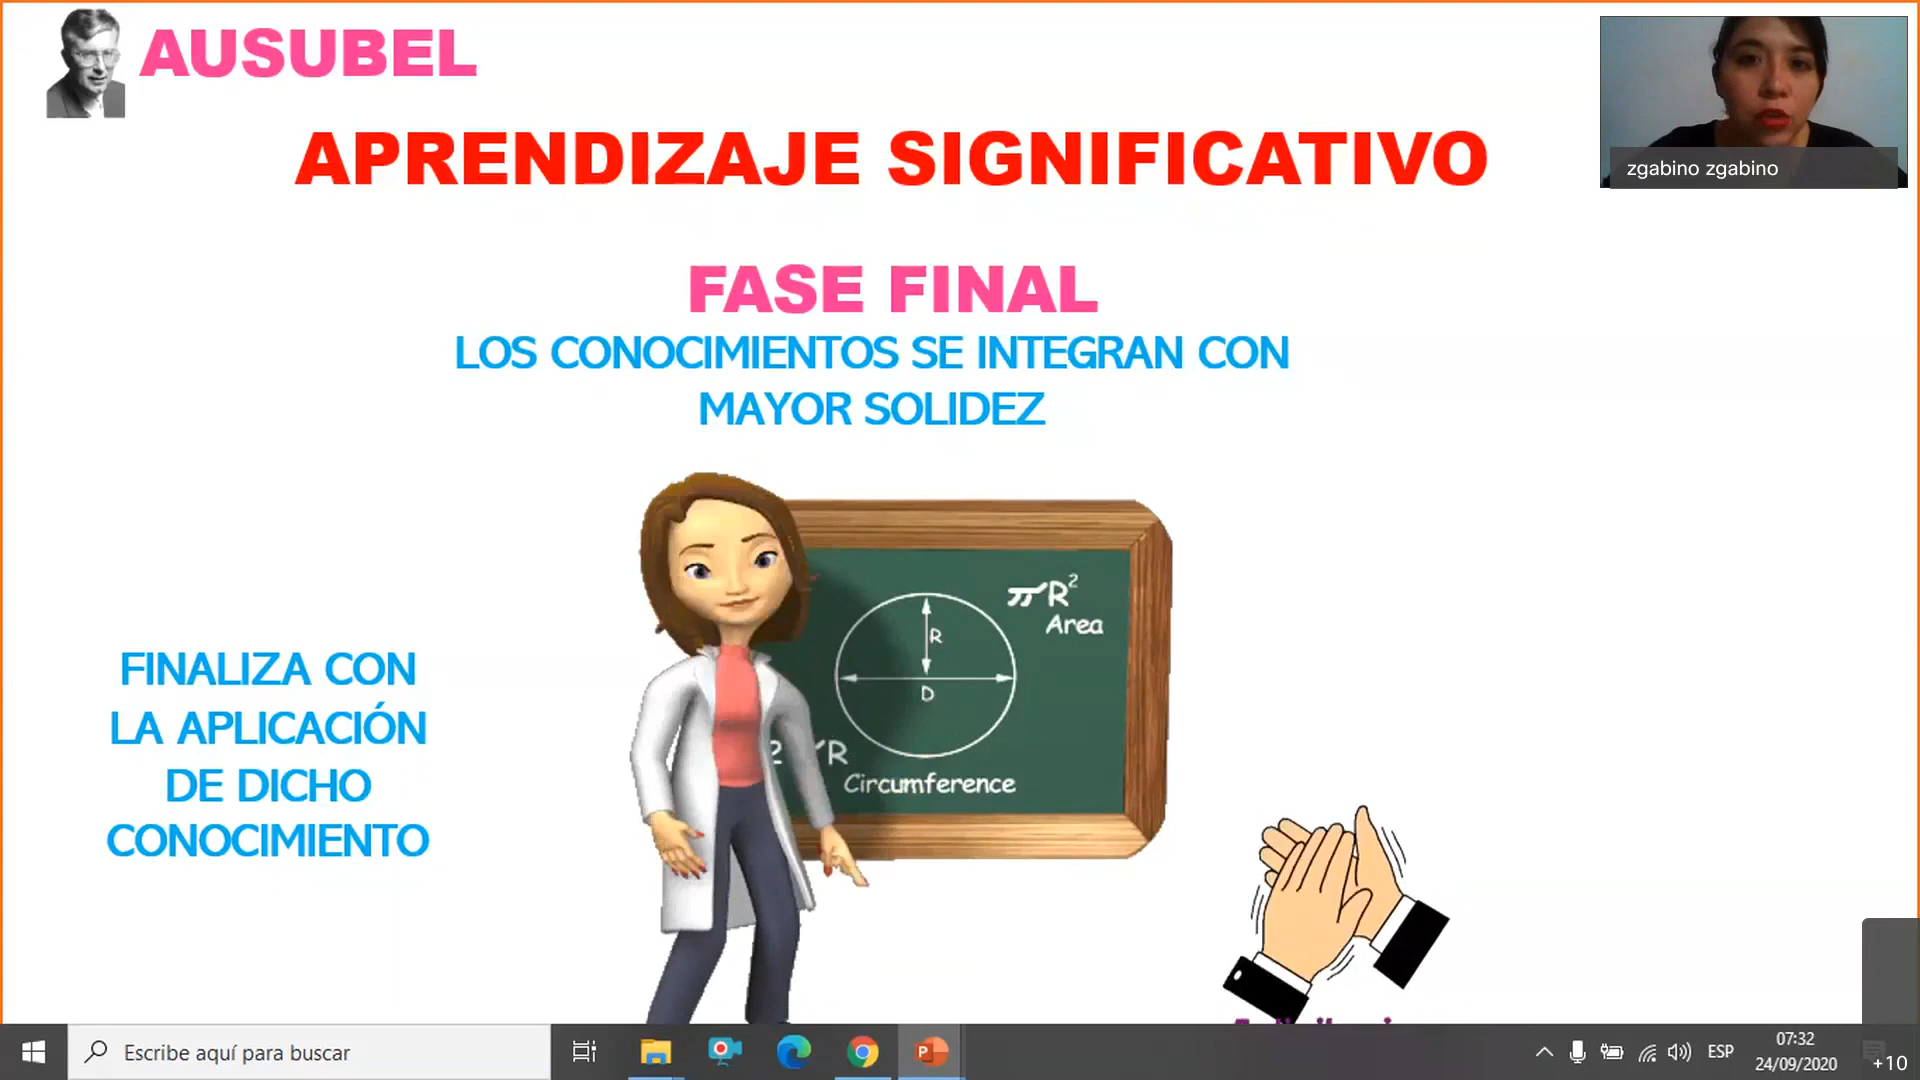 AUSUBEL
zgabino zgabino
APRENDIZAJE SIGNIFICATIVO
FASE FINAL
LOS CONOCIMIENTOS SE INTEGRAN CON
MAYOR SOLIDEZ
πR²
Area
R
D
2 R
Circumference
FINALIZA CON
LA APLICACIÓN
DE DICHO
CONOCIMIENTO
Escribe aquí para buscar
ESP
07:32
24/09/2020
+10